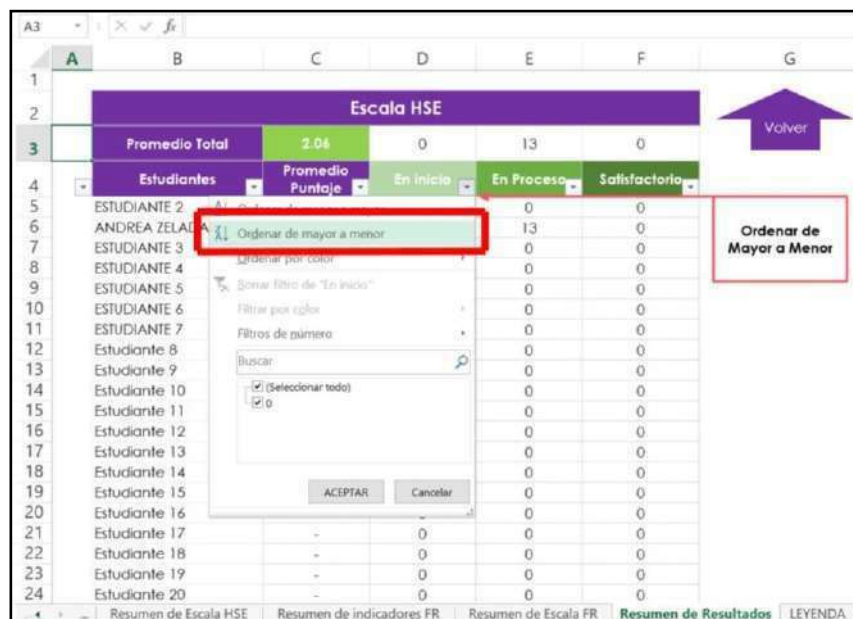 A3 fx
A B C D E F G
1
2 Escala HSE
Volver
3 Promedio Total 2.06 0 13 0
4 Estudiantes Promedio Puntaje En inicio En Proceso Satisfactorio
5 ESTUDIANTE 2 0 0
6 ANDREA ZELADA Ordenar de mayor a menor 13 0
Ordenar de Mayor a Menor
7 ESTUDIANTE 3 Ordenar por color 0 0
8 ESTUDIANTE 4 0 0
9 ESTUDIANTE 5 Borrar filtro de "En inicio" 0 0
10 ESTUDIANTE 6 Filtrar por color 0 0
11 ESTUDIANTE 7 Filtros de número 0 0
12 Estudiante 8 Buscar 0 0
13 Estudiante 9 (Seleccionar todo) 0 0
14 Estudiante 10 0 0 0
15 Estudiante 11 0 0
16 Estudiante 12 0 0
17 Estudiante 13 0 0
18 Estudiante 14 0 0
19 Estudiante 15 ACEPTAR Cancelar 0 0
20 Estudiante 16 0 0
21 Estudiante 17 - 0 0 0
22 Estudiante 18 - 0 0 0
23 Estudiante 19 - 0 0 0
24 Estudiante 20 - 0 0 0
Resumen de Escala HSE Resumen de indicadores FR Resumen de Escala FR Resumen de Resultados LEYENDA